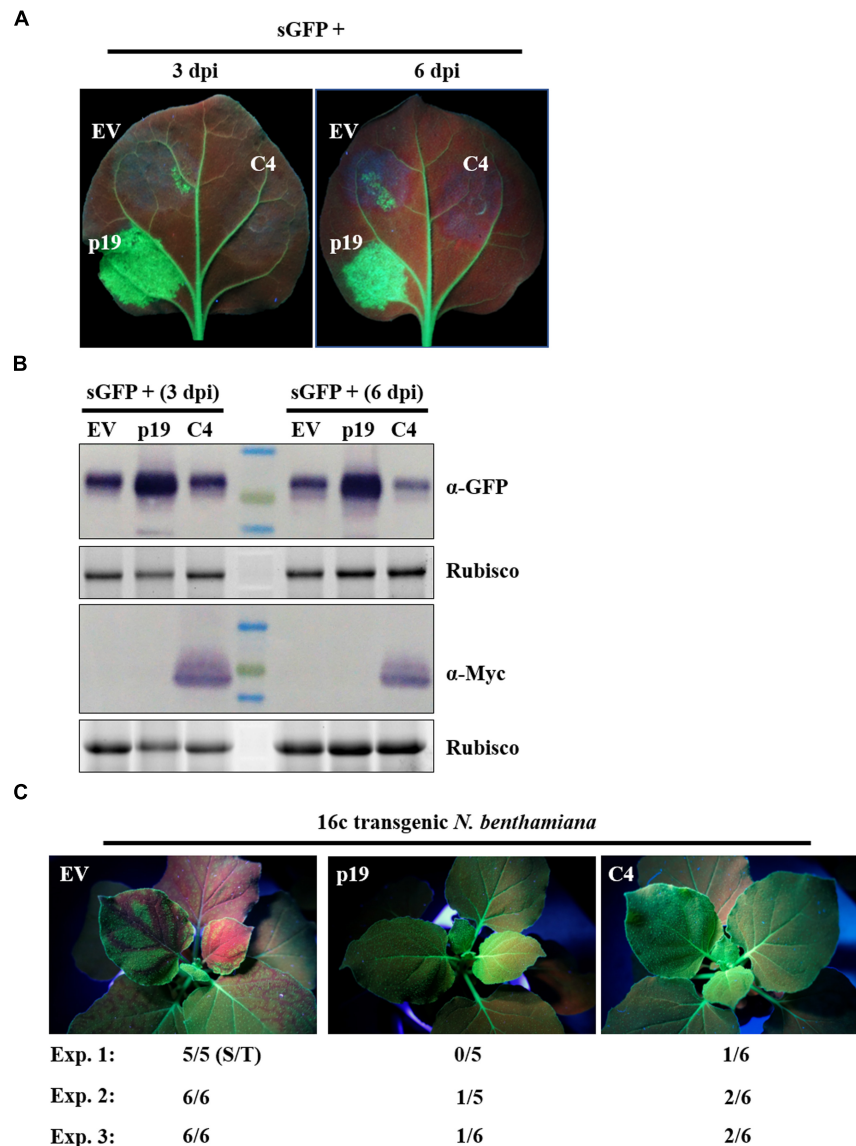 A
sGFP +
3 dpi
6 dpi
EV
C4
p19
EV
C4
p19
B
sGFP + (3 dpi)
sGFP + (6 dpi)
EV p19 C4
EV p19 C4
α-GFP
Rubisco
α-Myc
Rubisco
C
16c transgenic N. benthamiana
EV
p19
C4
Exp. 1: 5/5 (S/T) 0/5 1/6
Exp. 2: 6/6 1/5 2/6
Exp. 3: 6/6 1/6 2/6